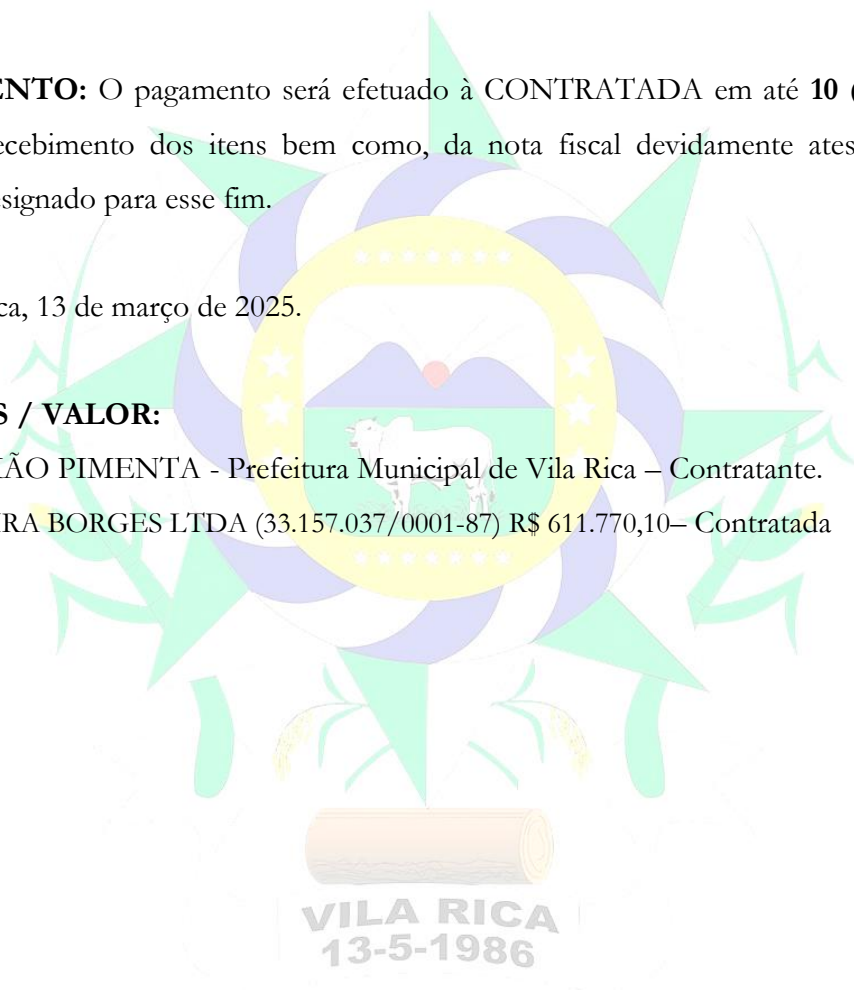 ENTO: O pagamento será efetuado à CONTRATADA em até 10 (
ecebimento dos itens bem como, da nota fiscal devidamente ates
signado para esse fim.
ca, 13 de março de 2025.
S / VALOR:
ÃO PIMENTA - Prefeitura Municipal de Vila Rica – Contratante.
RA BORGES LTDA (33.157.037/0001-87) R$ 611.770,10– Contratada
VILA RICA
13-5-1986